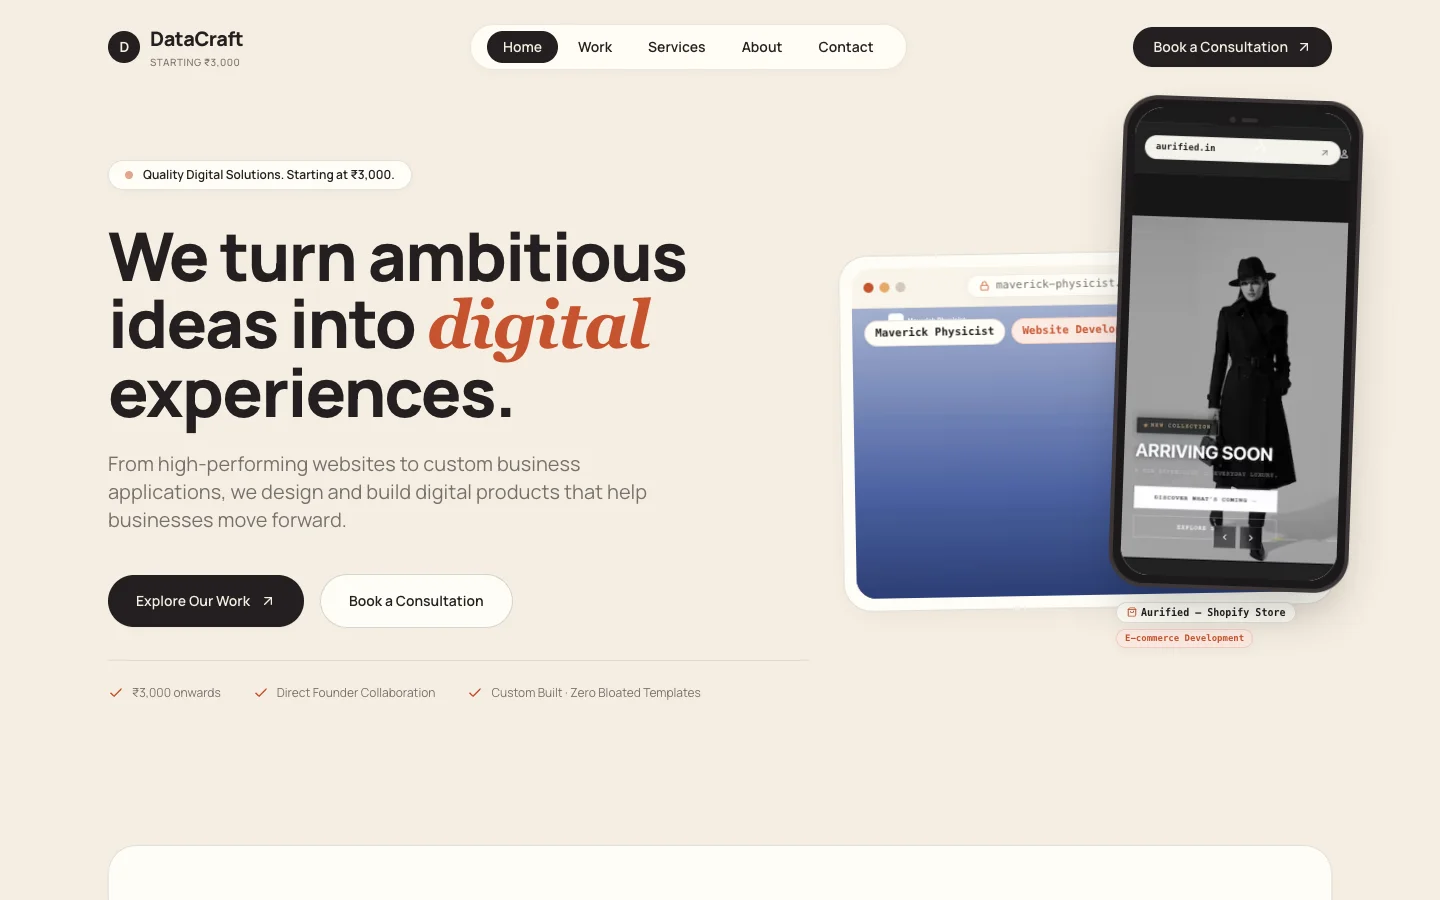 D
DataCraft
STARTING ₹3,000
Home
Work
Services
About
Contact
Book a Consultation
Quality Digital Solutions. Starting at ₹3,000.
We turn ambitious
ideas into digital
experiences.
From high-performing websites to custom business
applications, we design and build digital products that help
businesses move forward.
Explore Our Work
Book a Consultation
₹3,000 onwards
Direct Founder Collaboration
Custom Built · Zero Bloated Templates
maverick-physicist.
Maverick Physicist
Website Develo
aurified.in
NEW COLLECTION
ARRIVING SOON
DISCOVER WHAT'S COMING
EXPLORE
Aurified — Shopify Store
E-commerce Development